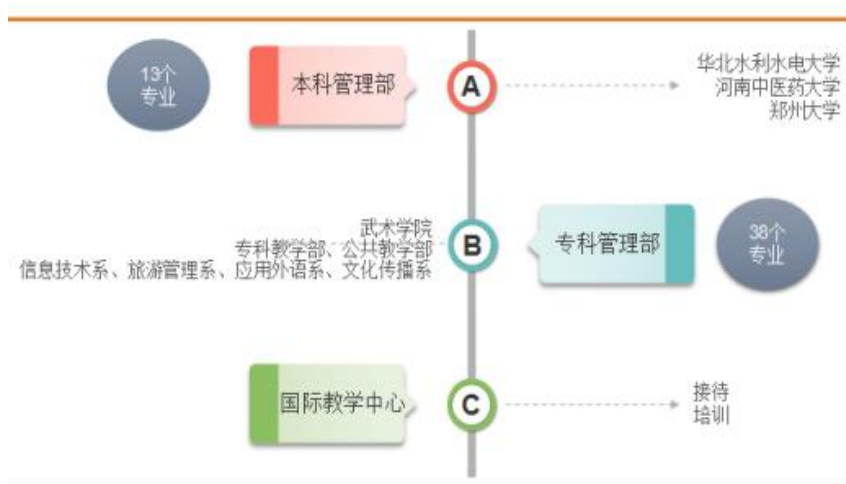 13个
专业
本科管理部
A
华北水利水电大学
河南中医药大学
郑州大学
武术学院
专科教学部、公共教学部
信息技术系、旅游管理系、应用外语系、文化传播系
B
专科管理部
38个
专业
国际教学中心
C
接待
培训